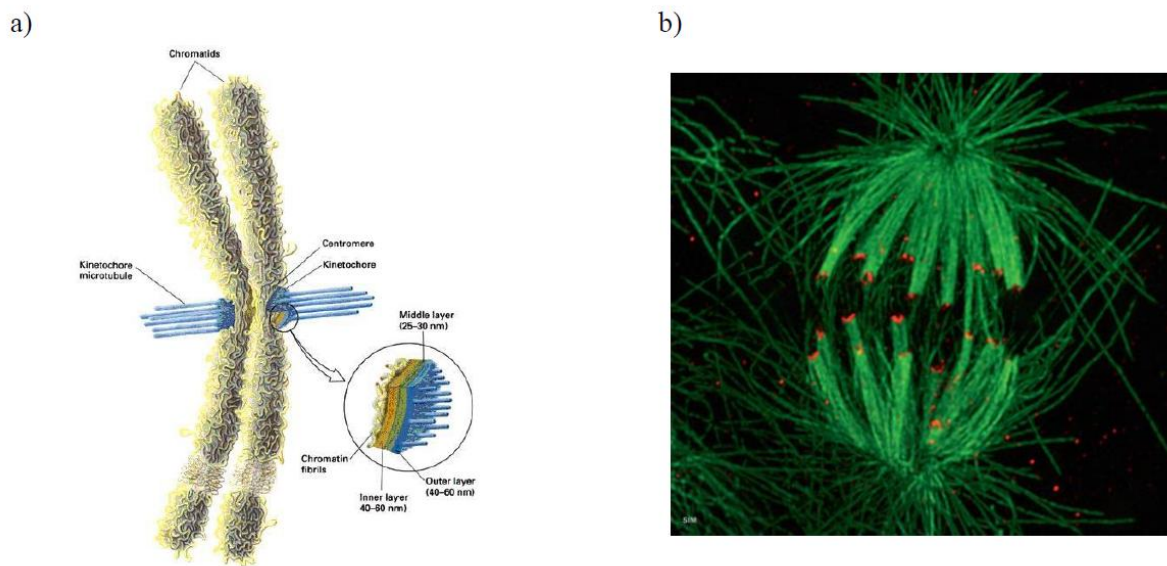 a)
b)
Chromatids
Kinetochore
microtubule
Centromere
Kinetochore
Middle layer
(25–30 nm)
Chromatin
fibrils
Inner layer
40–60 nm)
Outer layer
(40–60 nm)
SIM